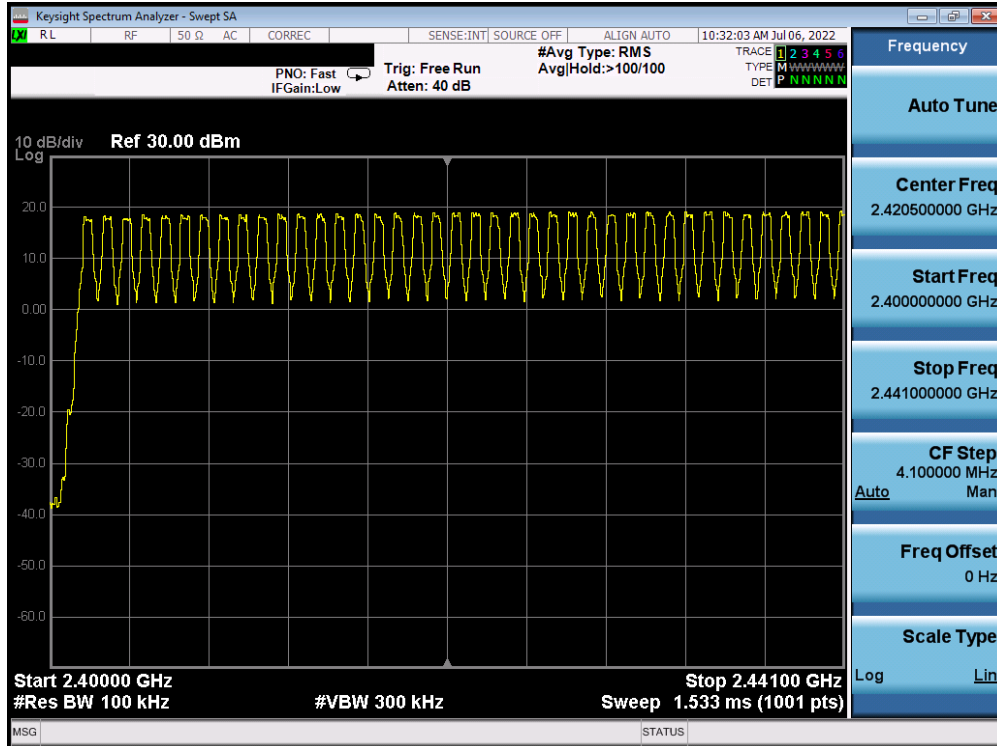 Keysight Spectrum Analyzer - Swept SA
LXI RL RF 50 Ω AC CORREC SENSE:INT SOURCE OFF ALIGN AUTO 10:32:03 AM Jul 06, 2022
PNO: Fast
IFGain:Low
Trig: Free Run
Atten: 40 dB
#Avg Type: RMS
Avg|Hold:>100/100
TRACE 1 2 3 4 5 6
TYPE M WWWWW
DET P N N N N N
10 dB/div Ref 30.00 dBm
Log
20.0
10.0
0.00
-10.0
-20.0
-30.0
-40.0
-50.0
-60.0
Start 2.40000 GHz Stop 2.44100 GHz
#Res BW 100 kHz #VBW 300 kHz Sweep 1.533 ms (1001 pts)
MSG STATUS
Frequency
Auto Tune
Center Freq
2.420500000 GHz
Start Freq
2.400000000 GHz
Stop Freq
2.441000000 GHz
CF Step
4.100000 MHz
Auto Man
Freq Offset
0 Hz
Scale Type
Log Lin